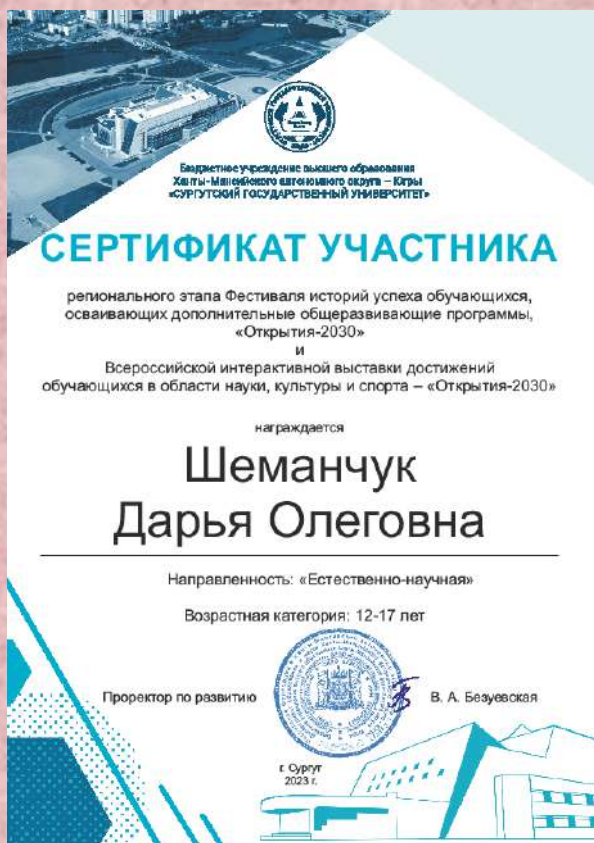 Бюджетное учреждение высшего образования
Ханты-Мансийского автономного округа – Югры
«СУРГУТСКИЙ ГОСУДАРСТВЕННЫЙ УНИВЕРСИТЕТ»
СЕРТИФИКАТ УЧАСТНИКА
регионального этапа Фестиваля историй успеха обучающихся,
осваивающих дополнительные общеразвивающие программы,
«Открытия-2030»
и
Всероссийской интерактивной выставки достижений
обучающихся в области науки, культуры и спорта – «Открытия-2030»
награждается
Шеманчук
Дарья Олеговна
Направленность: «Естественно-научная»
Возрастная категория: 12-17 лет
Проректор по развитию
В. А. Безуевская
г. Сургут
2023 г.